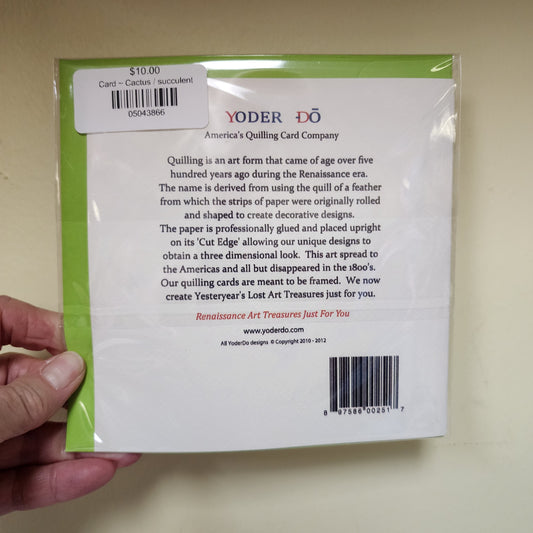 $10.00
Card ~ Cactus / succulent
05043866
YODER DŌ
America's Quilling Card Company
Quilling is an art form that came of age over five
hundred years ago during the Renaissance era.
The name is derived from using the quill of a feather
from which the strips of paper were originally rolled
and shaped to create decorative designs.
The paper is professionally glued and placed upright
on its 'Cut Edge' allowing our unique designs to
obtain a three dimensional look. This art spread to
the Americas and all but disappeared in the 1800's.
Our quilling cards are meant to be framed. We now
create Yesteryear's Lost Art Treasures just for you.
Renaissance Art Treasures Just For You
www.yoderdo.com
All YoderDo designs © Copyright 2010 - 2012
8 97586 00251 7